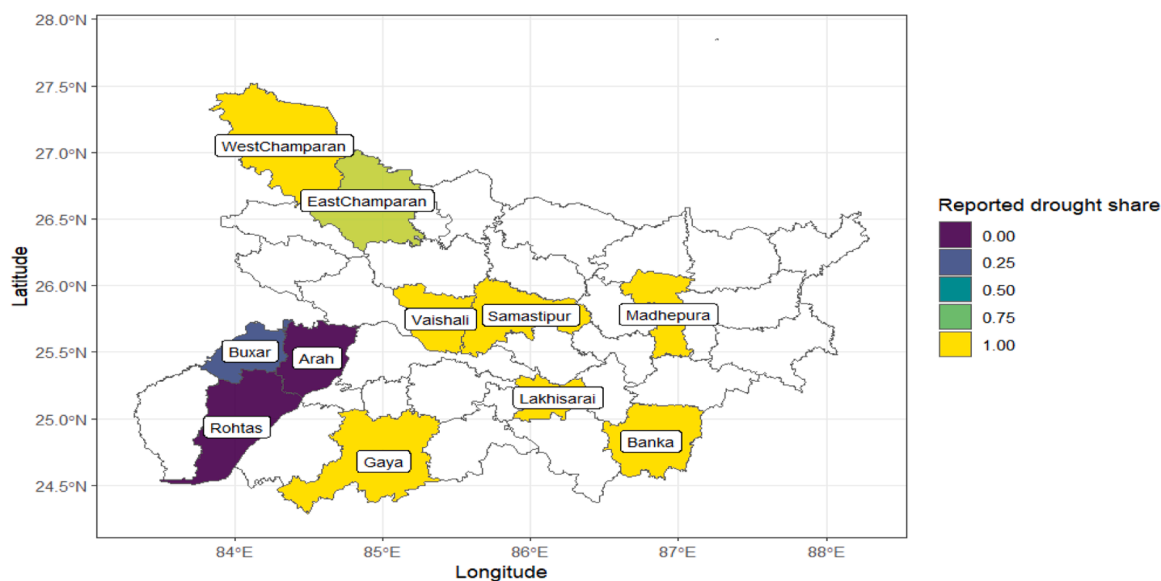 28.0°N
27.5°N
27.0°N
26.5°N
26.0°N
25.5°N
25.0°N
24.5°N
Latitude
WestChamparan
EastChamparan
Vaishali
Samastipur
Madhepura
Buxar
Arah
Lakhisarai
Rohtas
Banka
Gaya
84°E
85°E
86°E
87°E
88°E
Longitude
Reported drought share
0.00
0.25
0.50
0.75
1.00